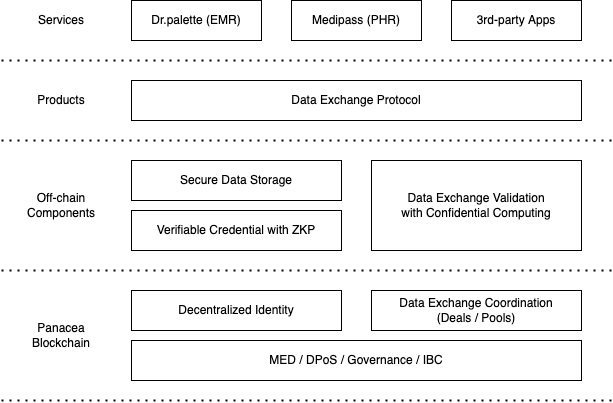 Services
Dr.palette (EMR)
Medipass (PHR)
3rd-party Apps
Products
Data Exchange Protocol
Off-chain
Components
Secure Data Storage
Verifiable Credential with ZKP
Data Exchange Validation
with Confidential Computing
Panacea
Blockchain
Decentralized Identity
Data Exchange Coordination
(Deals / Pools)
MED / DPoS / Governance / IBC